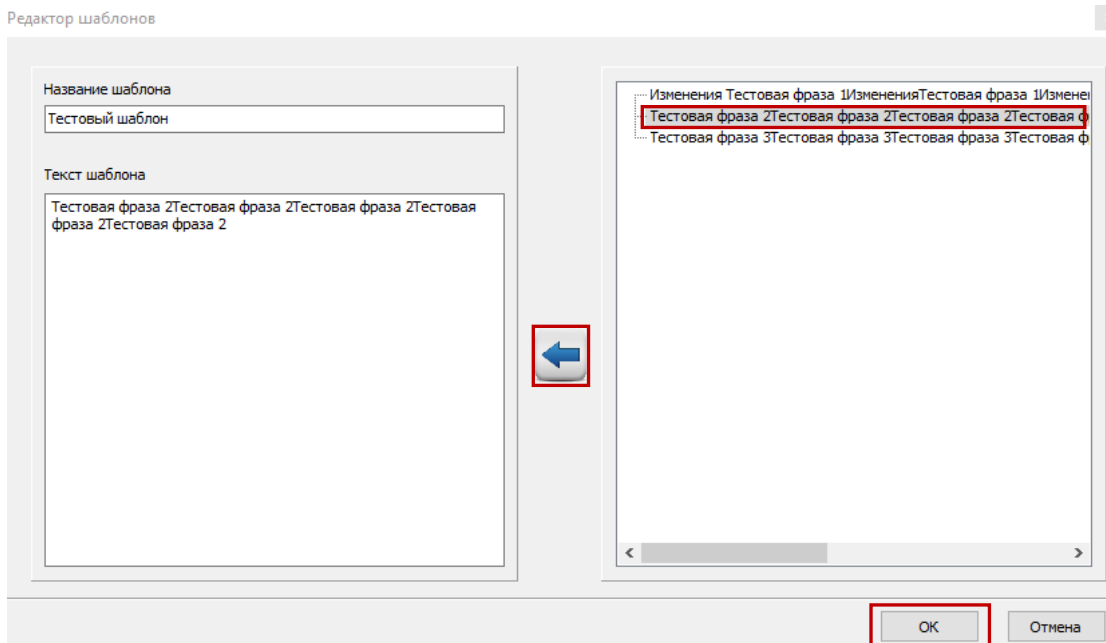 Редактор шаблонов
Название шаблона
Тестовый шаблон
Текст шаблона
Тестовая фраза 2Тестовая фраза 2Тестовая фраза 2Тестовая
фраза 2Тестовая фраза 2
Изменения Тестовая фраза 1ИзмененияТестовая фраза 1Измене
Тестовая фраза 2Тестовая фраза 2Тестовая фраза 2Тестовая ф
Тестовая фраза 3Тестовая фраза 3Тестовая фраза 3Тестовая ф
ОК
Отмена